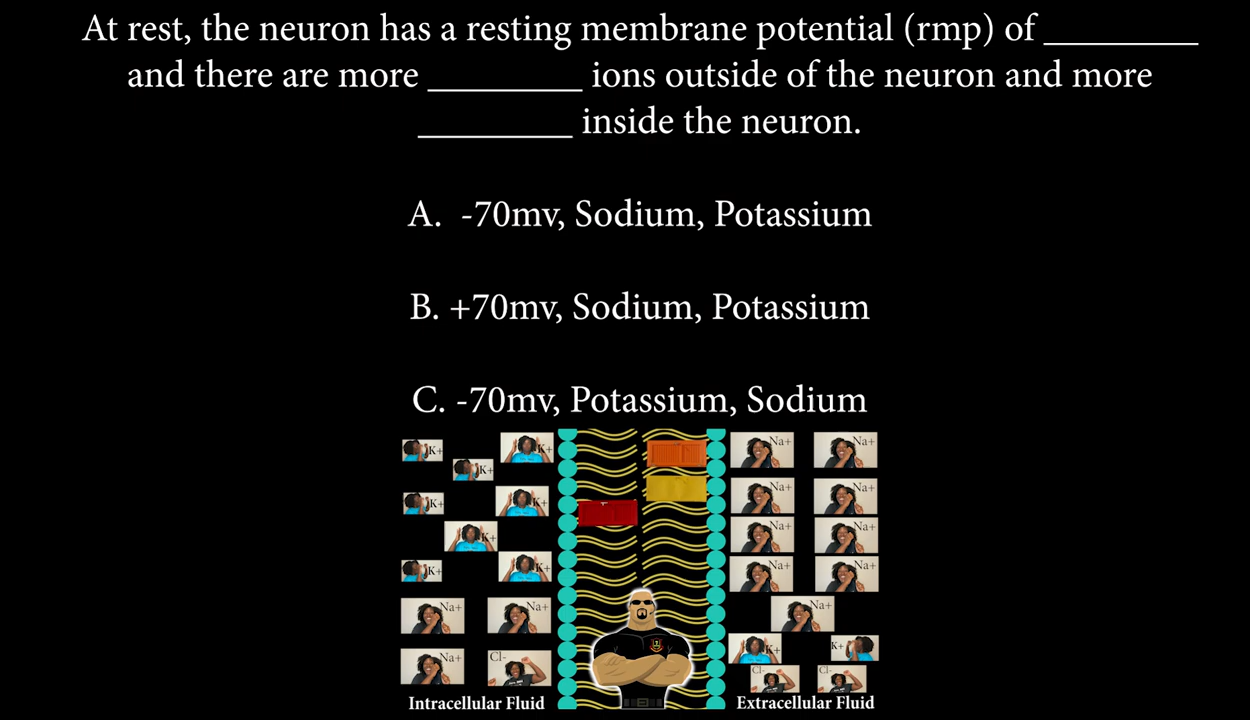 At rest, the neuron has a resting membrane potential (rmp) of ________
and there are more ________ ions outside of the neuron and more
________ inside the neuron.
A. -70mv, Sodium, Potassium
B. +70mv, Sodium, Potassium
C. -70mv, Potassium, Sodium
K+ K+ Na+ Na+
K+
K+ K+ Na+ Na+
K+ Na+ Na+
K+ K+ Na+ Na+
Na+ Na+ Na+
K+ K+
Na+ Cl- Cl- Cl-
Intracellular Fluid Extracellular Fluid